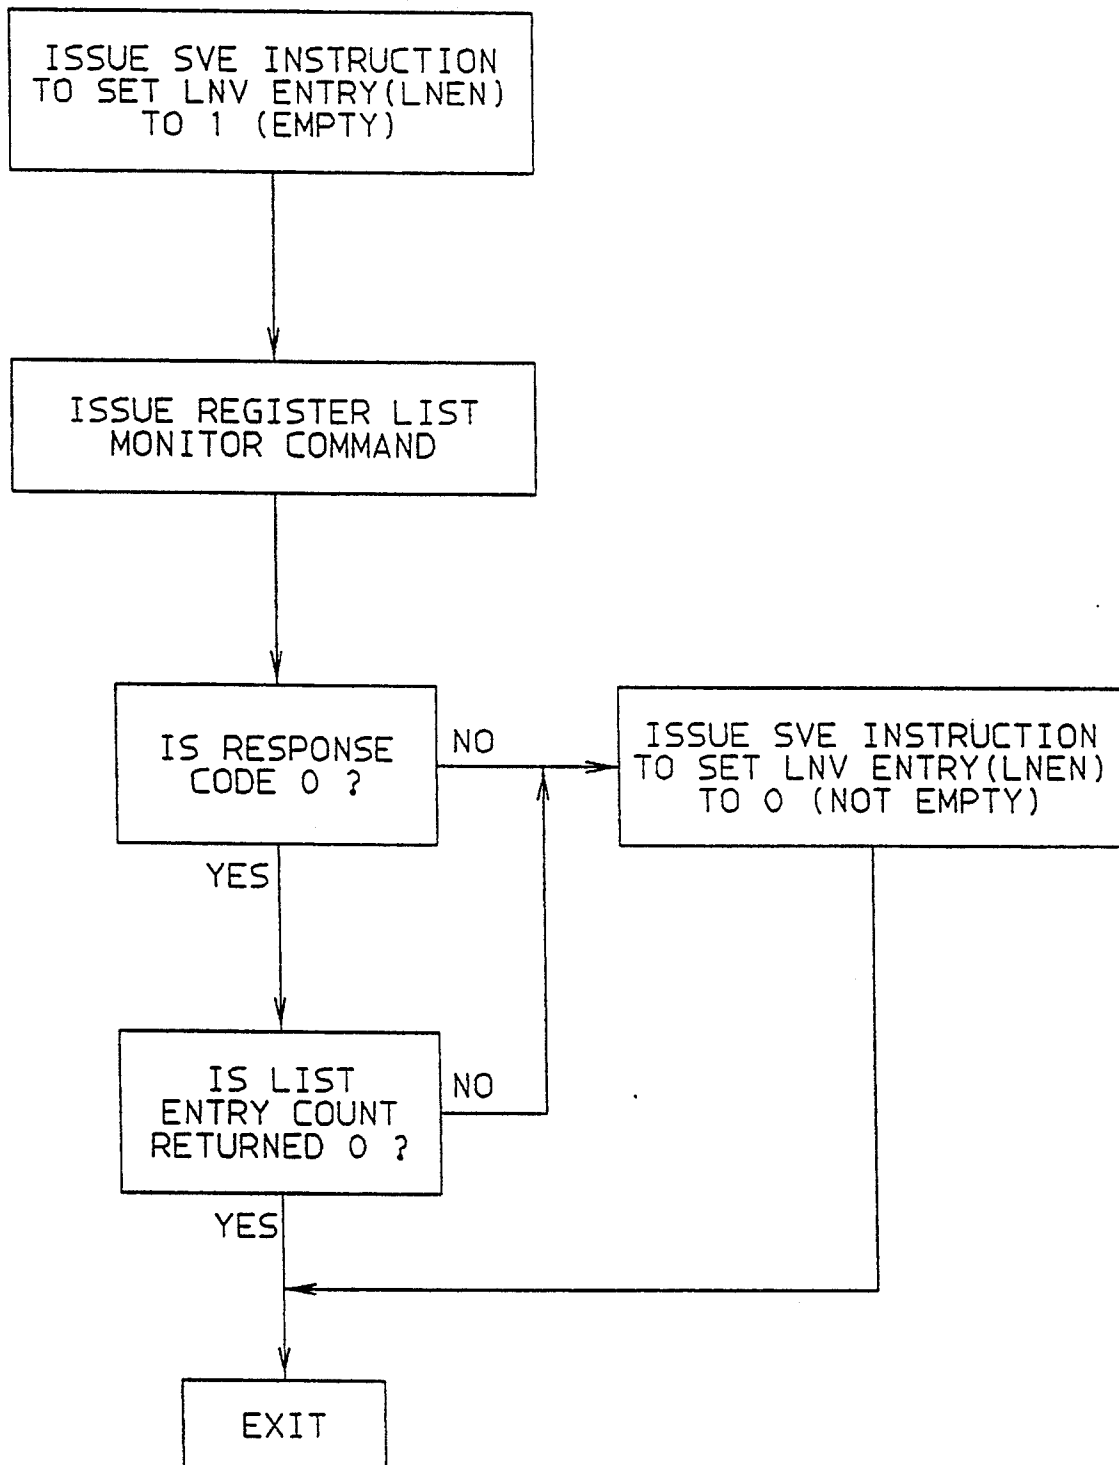 ISSUE SVE INSTRUCTION
TO SET LNV ENTRY(LNEN)
TO 1 (EMPTY)
ISSUE REGISTER LIST
MONITOR COMMAND
IS RESPONSE
CODE 0 ?
NO
ISSUE SVE INSTRUCTION
TO SET LNV ENTRY(LNEN)
TO 0 (NOT EMPTY)
YES
IS LIST
ENTRY COUNT
RETURNED 0 ?
NO
YES
EXIT